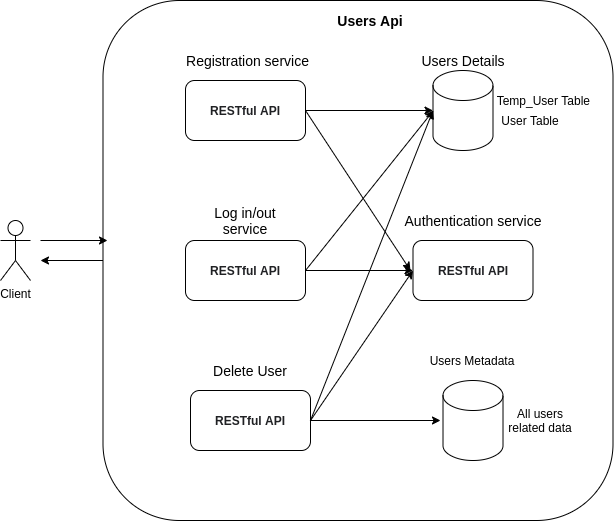 Users Api
Registration service
RESTful API
Users Details
Temp_User Table
User Table
Log in/out
service
RESTful API
Authentication service
RESTful API
Client
Delete User
RESTful API
Users Metadata
All users
related data